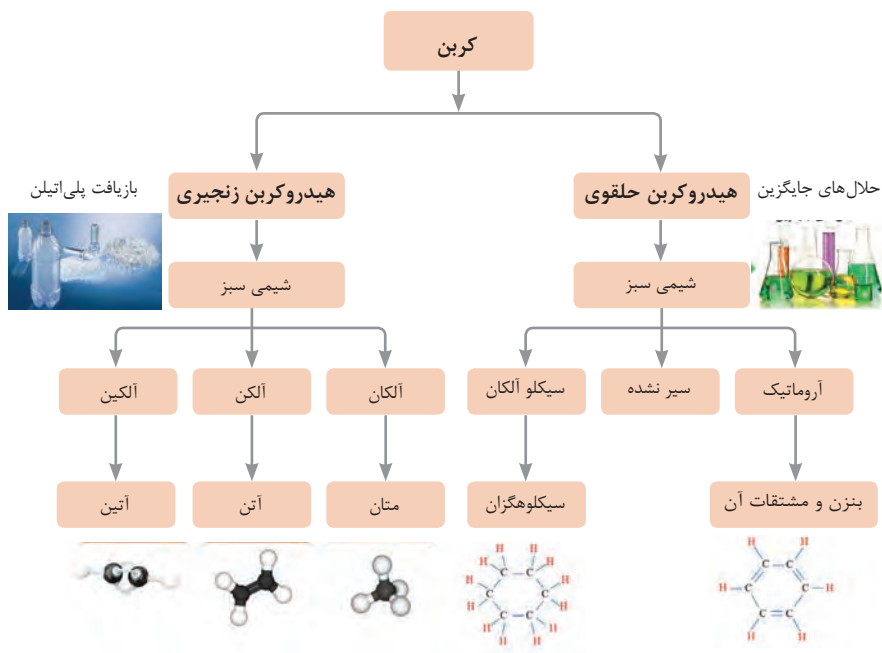 کربن
هیدروکربن حلقوی
هیدروکربن زنجیری
حلال‌های جایگزین
بازیافت پلی‌اتیلن
شیمی سبز
شیمی سبز
آروماتیک
سیر نشده
سیکلو آلکان
آلکان
آلکن
آلکین
بنزن و مشتقات آن
سیکلوهگزان
متان
آتن
آتین
H H
H C C H
C C
H C C H
H H
H H
H H
H C C H
H C C H
H C C H
H H
H H